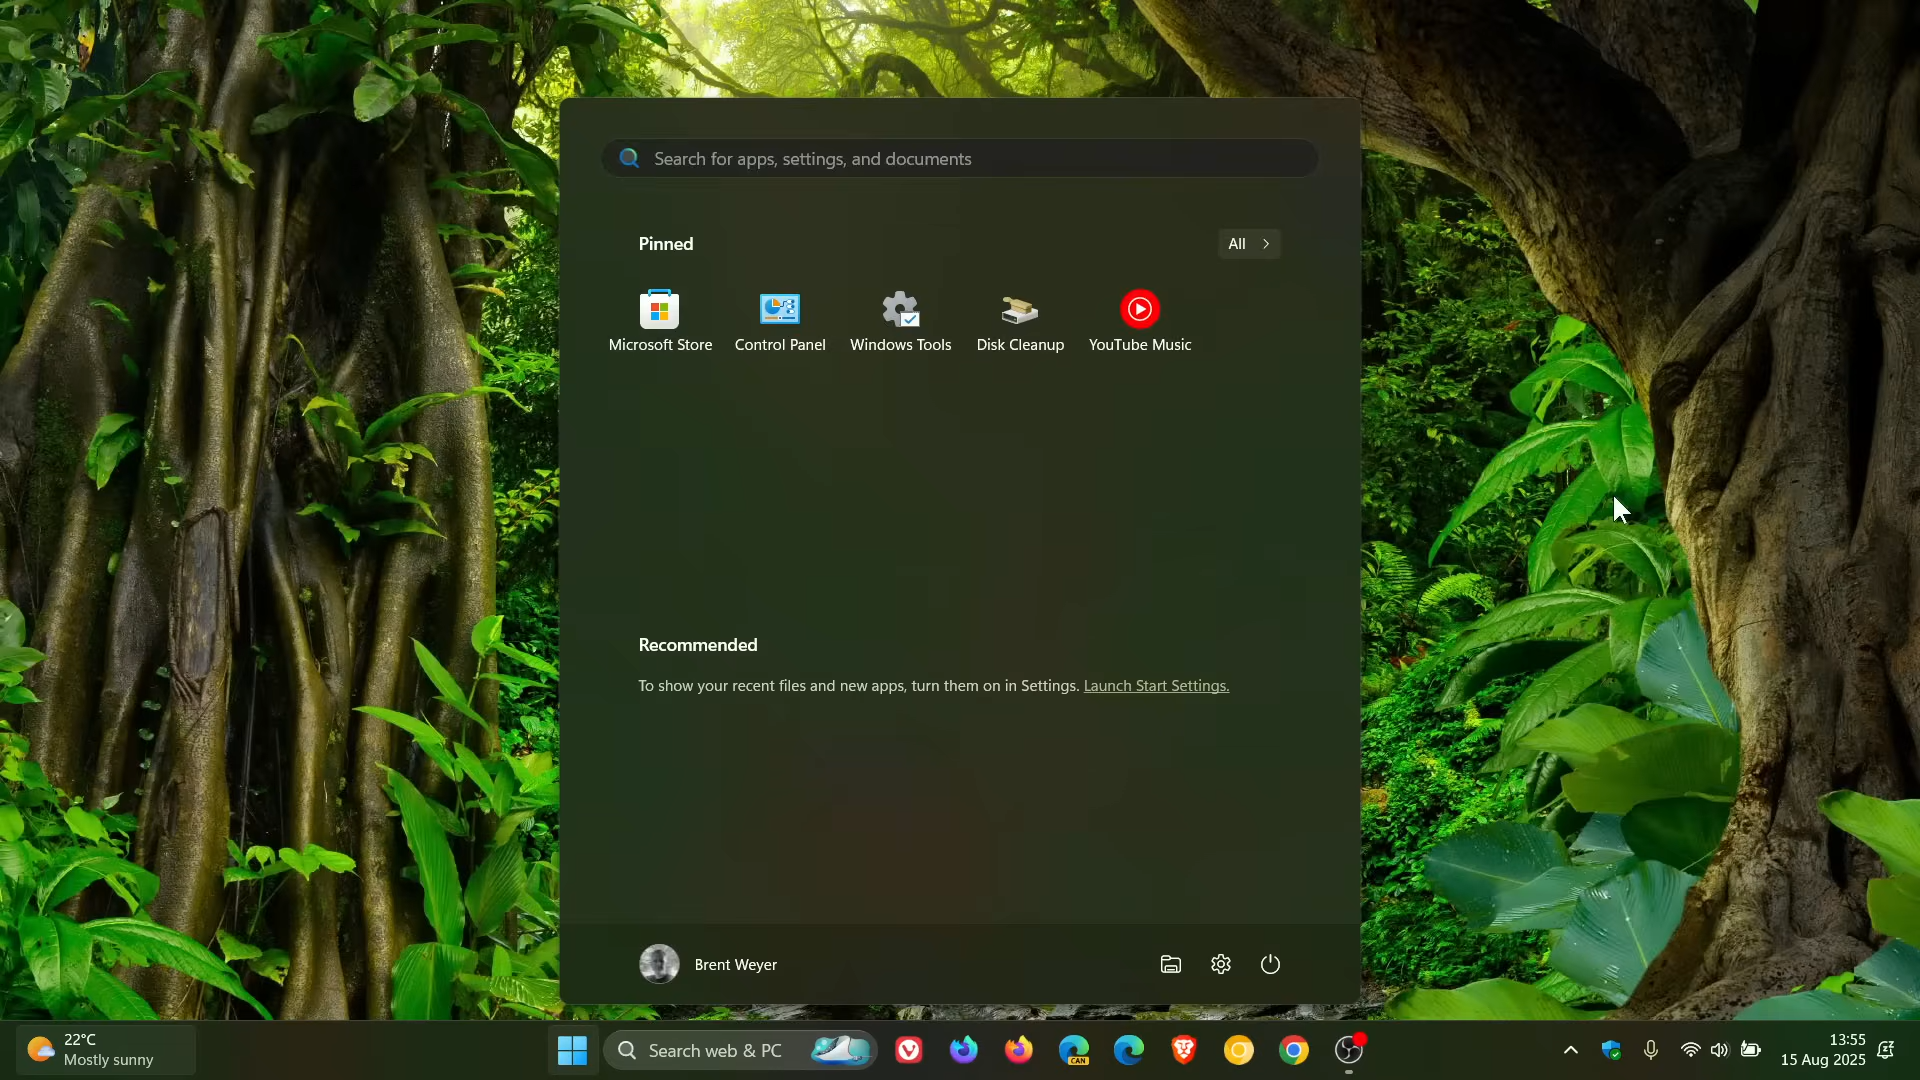 Search for apps, settings, and documents
Pinned
All
Microsoft Store
Control Panel
Windows Tools
Disk Cleanup
YouTube Music
Recommended
To show your recent files and new apps, turn them on in Settings. Launch Start Settings.
Brent Weyer
22°C
Mostly sunny
Search web & PC
CAN
13:55
15 Aug 2025